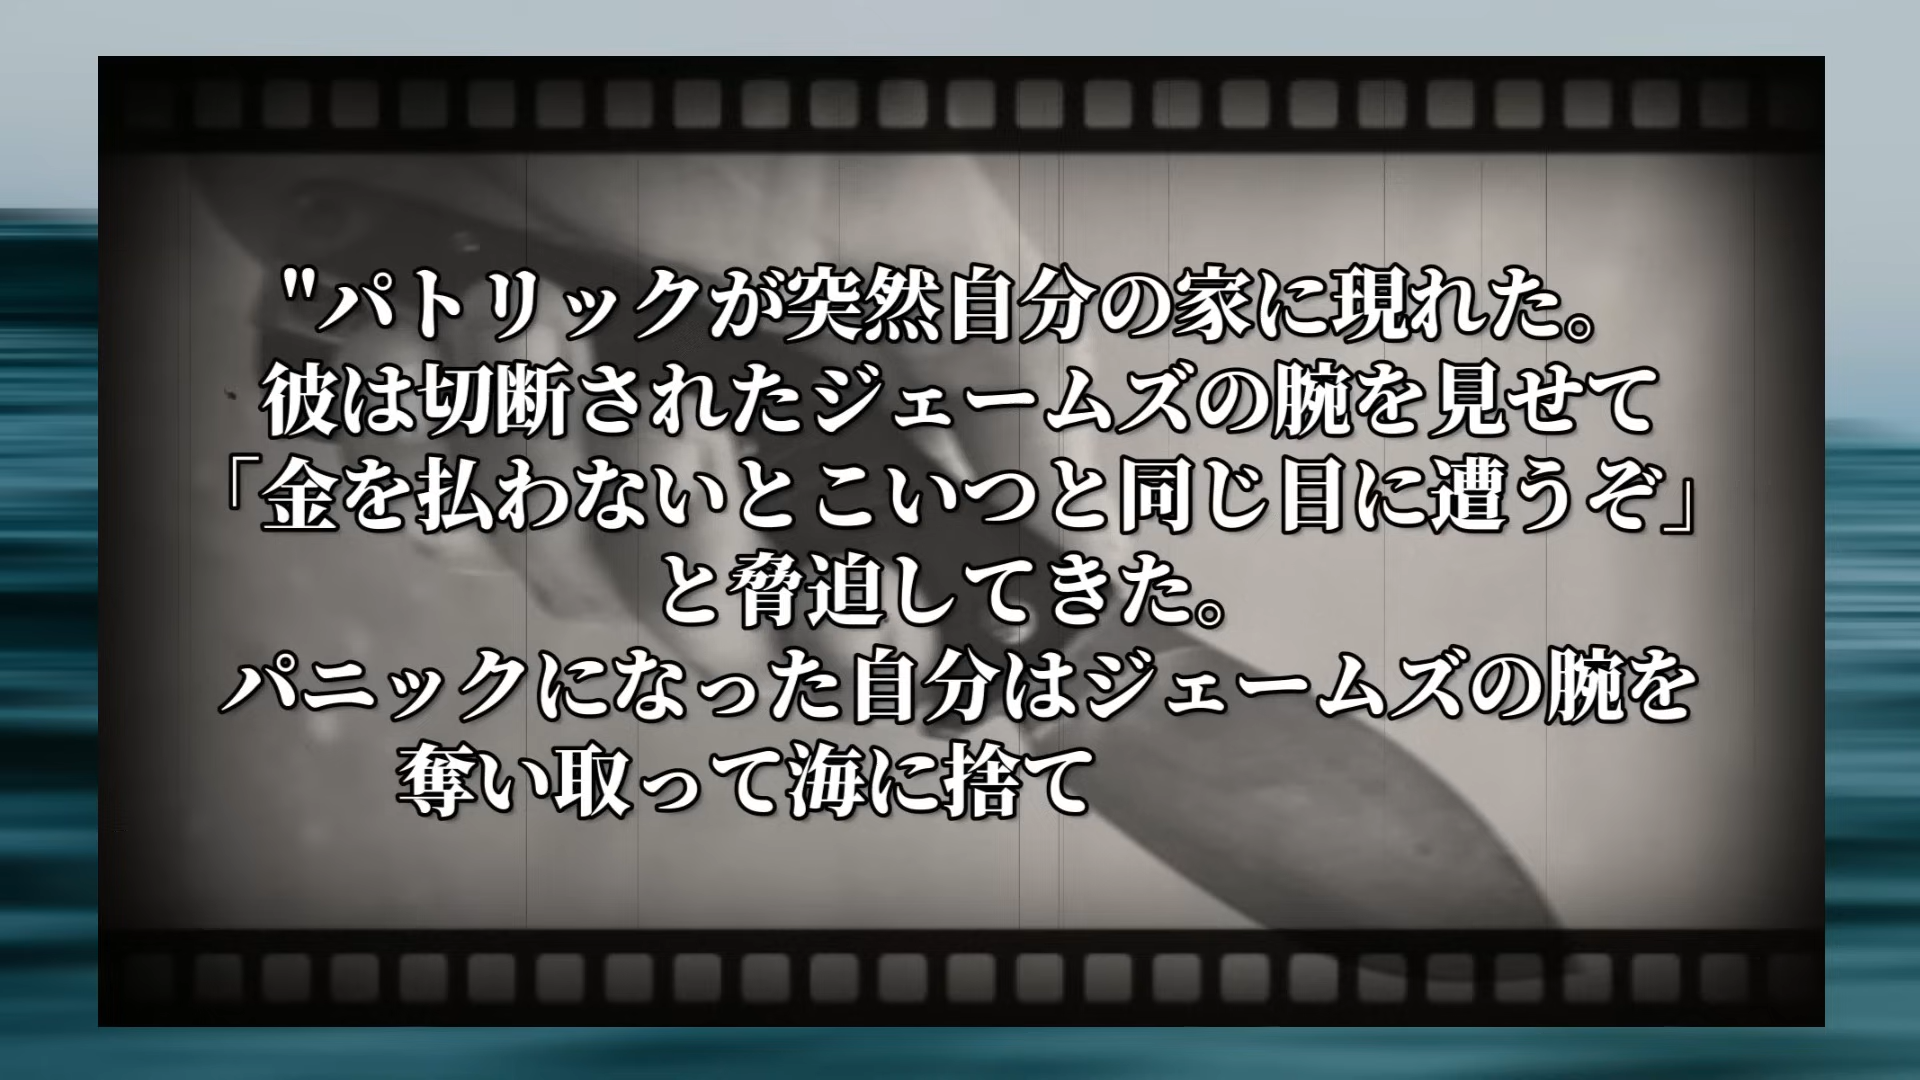 "パトリックが突然自分の家に現れた。
彼は切断されたジェームズの腕を見せて
「金を払わないとこいつと同じ目に遭うぞ」
と脅迫してきた。
パニックになった自分はジェームズの腕を
奪い取って海に捨て